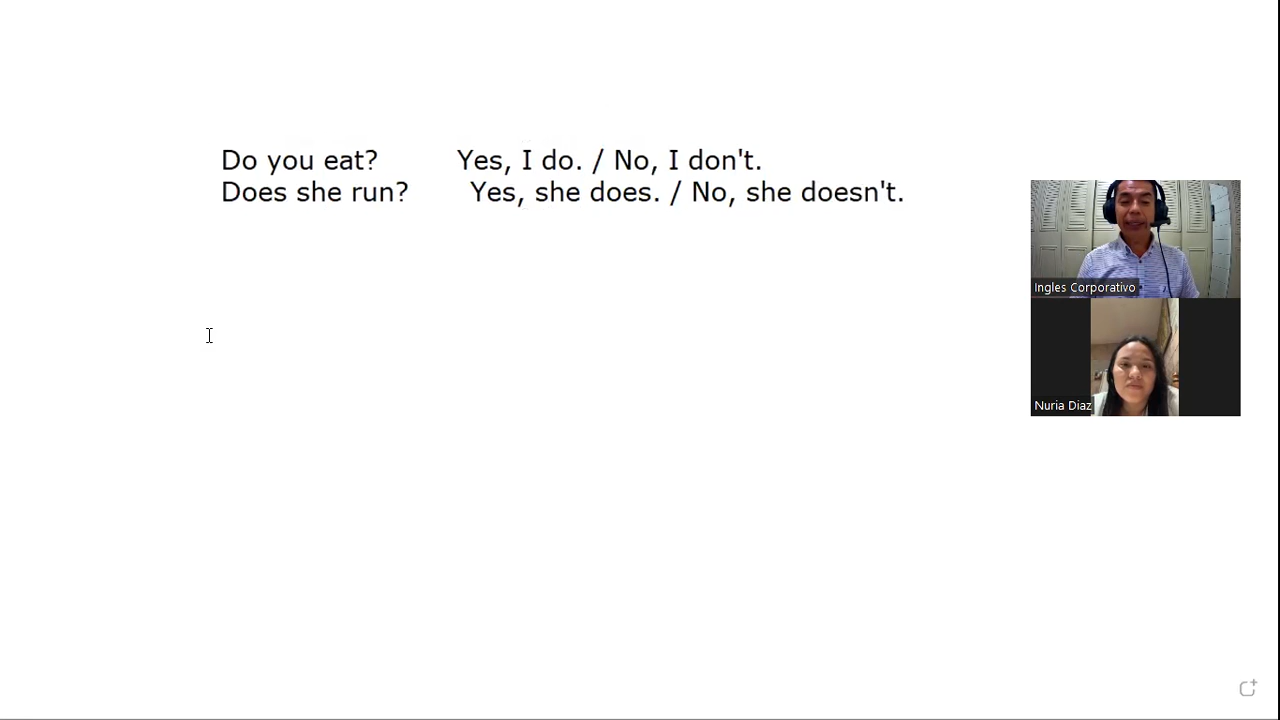 Do you eat? Yes, I do. / No, I don't.
Does she run? Yes, she does. / No, she doesn't.
Ingles Corporativo
Nuria Diaz